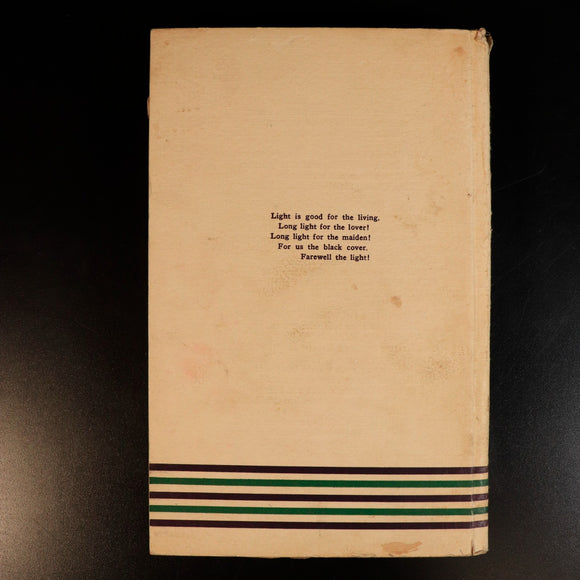 Light is good for the living.
Long light for the lover!
Long light for the maiden!
For us the black cover.
Farewell the light!